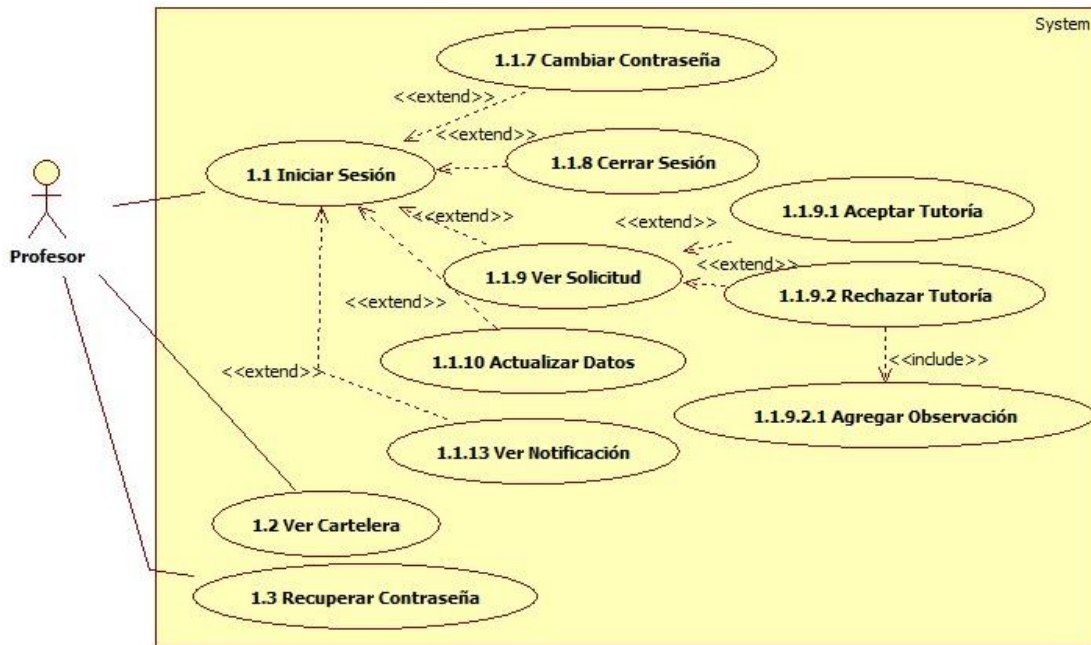 System
1.1.7 Cambiar Contraseña
<<extend>>
<<extend>>
1.1 Iniciar Sesión
1.1.8 Cerrar Sesión
Profesor
<<extend>>
<<extend>>
1.1.9.1 Aceptar Tutoría
1.1.9 Ver Solicitud
<<extend>>
1.1.9.2 Rechazar Tutoría
<<extend>>
1.1.10 Actualizar Datos
<<include>>
<<extend>>
1.1.9.2.1 Agregar Observación
1.1.13 Ver Notificación
1.2 Ver Cartelera
1.3 Recuperar Contraseña